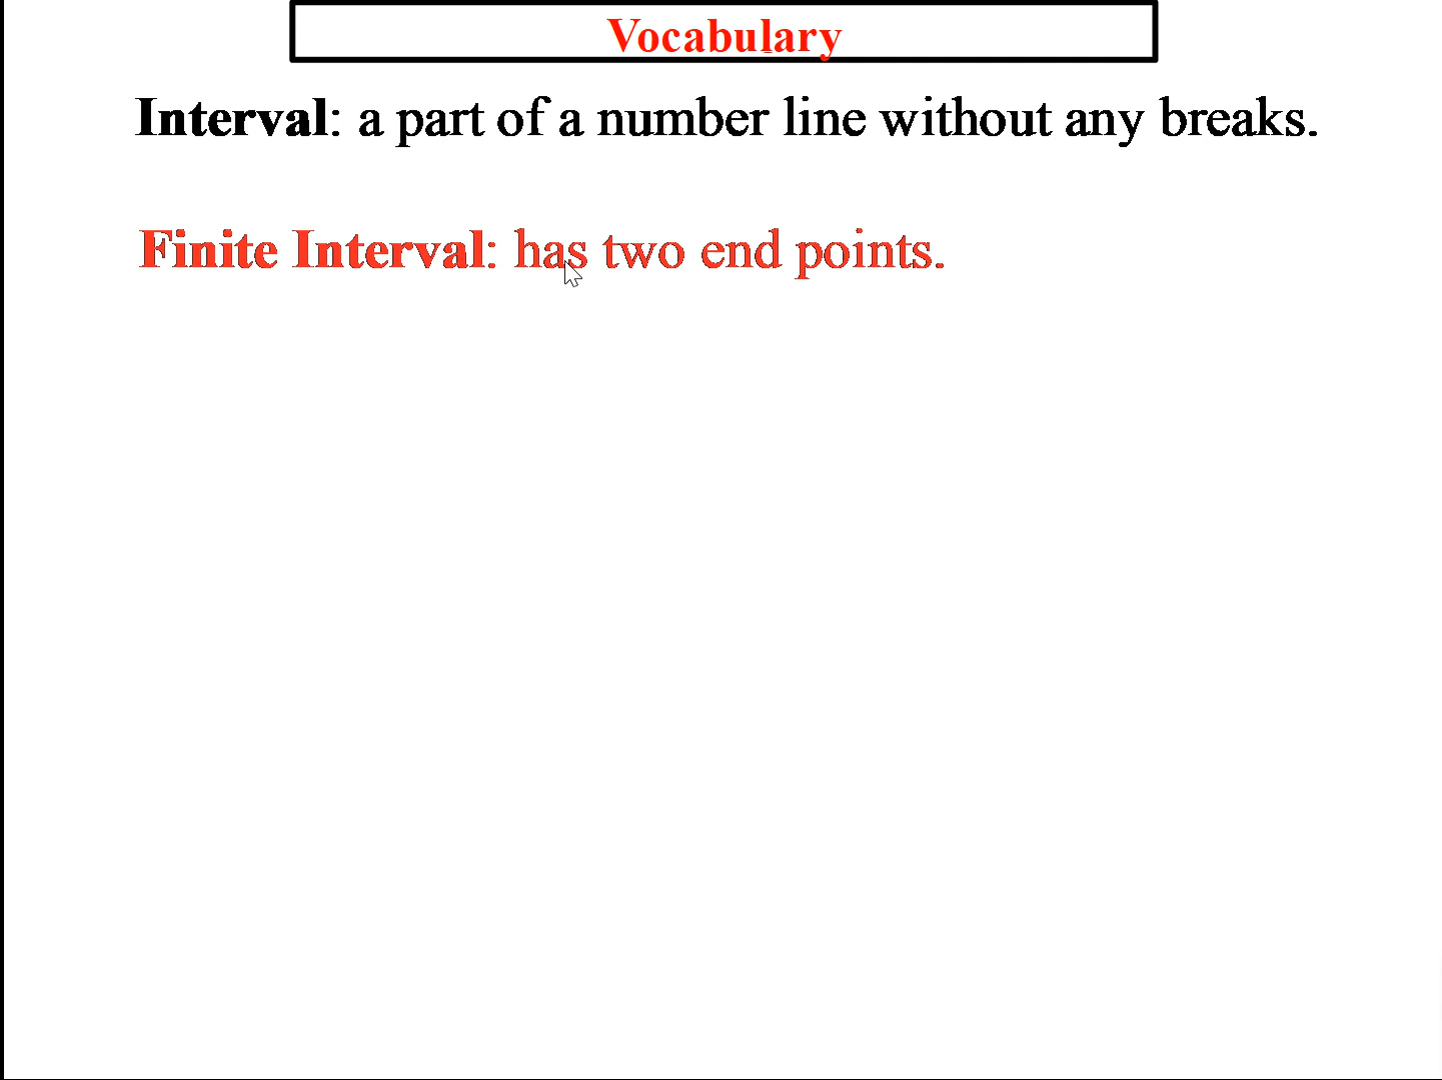 Vocabulary
Interval: a part of a number line without any breaks.
Finite Interval: has two end points.